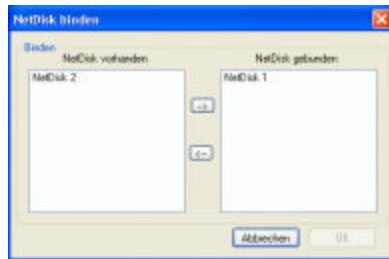 NetDisk binden
Binden
NetDisk vorhanden
NetDisk gebunden
NetDisk 2
NetDisk 1
->
<-
Abbrechen
OK